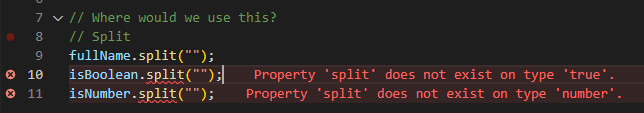 7 // Where would we use this?
8 // Split
9 fullName.split("");
10 isBoolean.split(""); Property 'split' does not exist on type 'true'.
11 isNumber.split(""); Property 'split' does not exist on type 'number'.